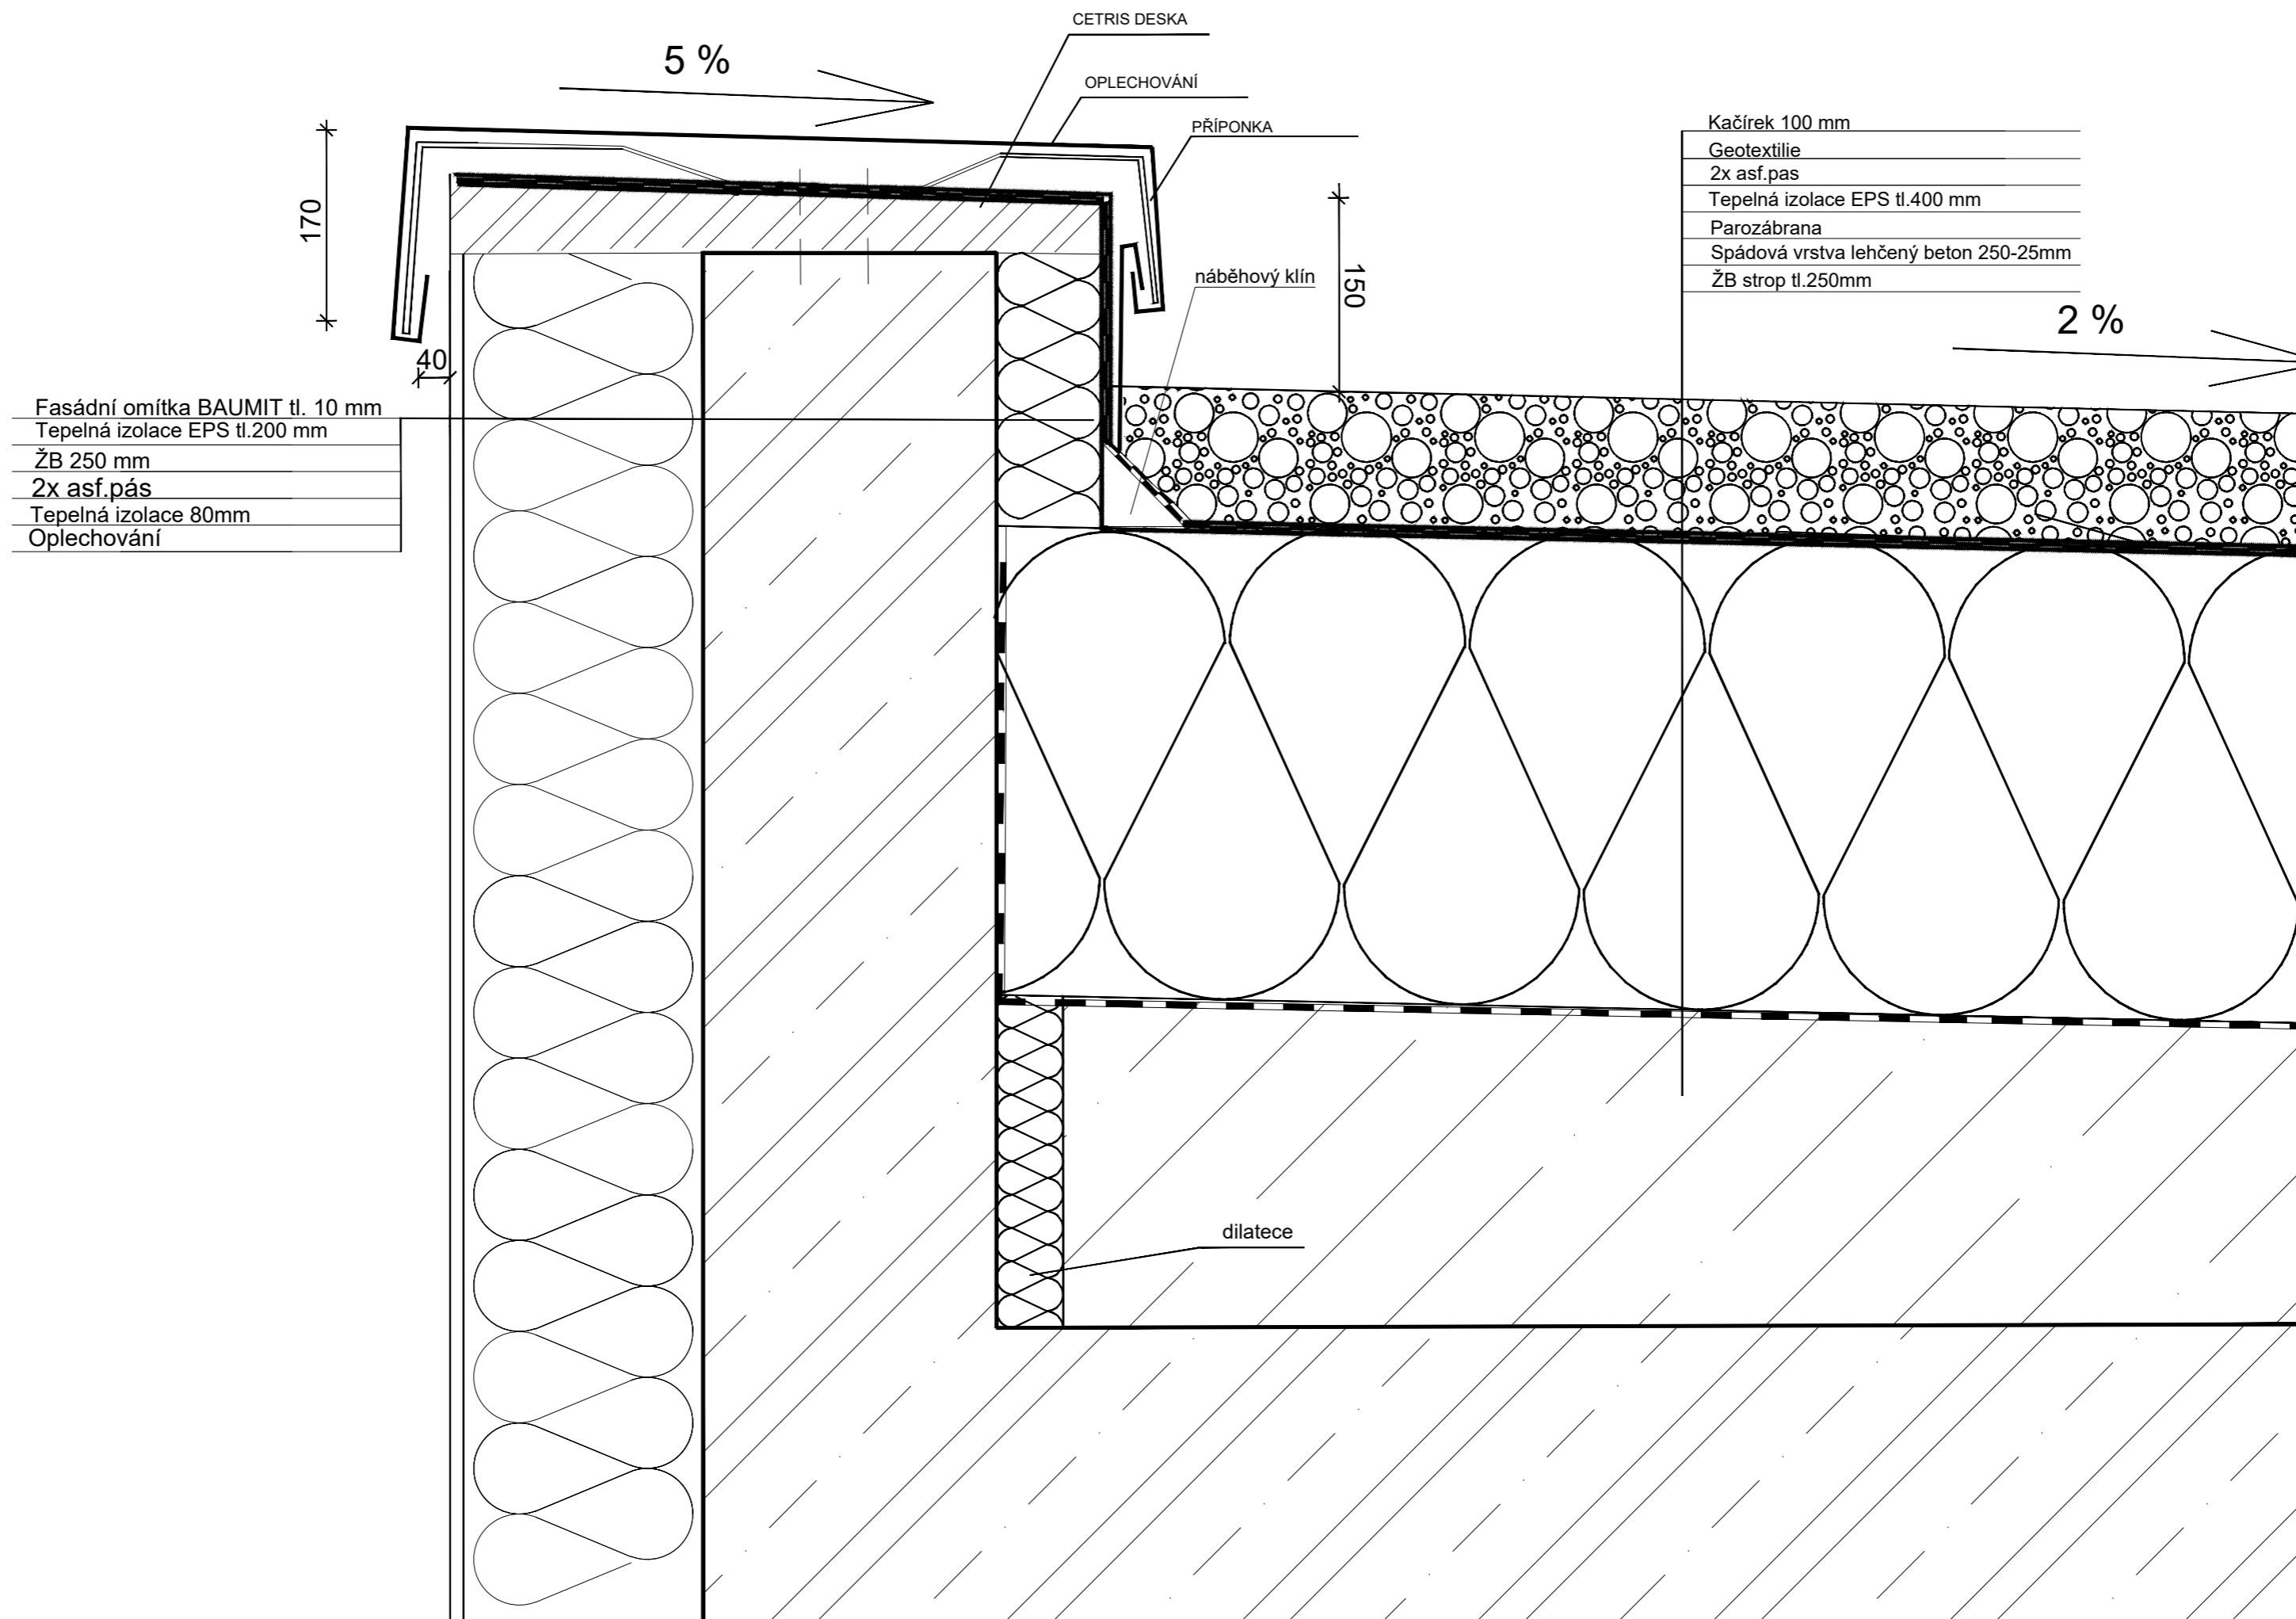 CETRIS DESKA
5 %
OPLECHOVÁNÍ
PŘÍPONKA
Kačírek 100 mm
Geotextilie
2x asf.pas
Tepelná izolace EPS tl.400 mm
Parozábrana
Spádová vrstva lehčený beton 250-25mm
ŽB strop tl.250mm
170
náběhový klín
150
2 %
40
Fasádní omítka BAUMIT tl. 10 mm
Tepelná izolace EPS tl.200 mm
ŽB 250 mm
2x asf.pás
Tepelná izolace 80mm
Oplechování
dilatece